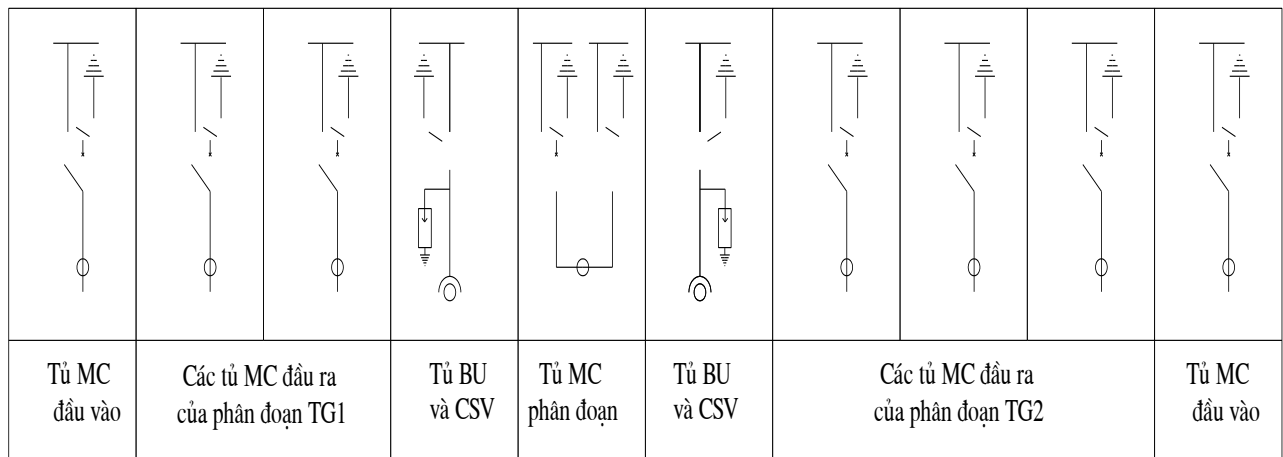 Tủ MC
đầu vào
Các tủ MC đầu ra
của phân đoạn TG1
Tủ BU
và CSV
Tủ MC
phân đoạn
Tủ BU
và CSV
Các tủ MC đầu ra
của phân đoạn TG2
Tủ MC
đầu vào